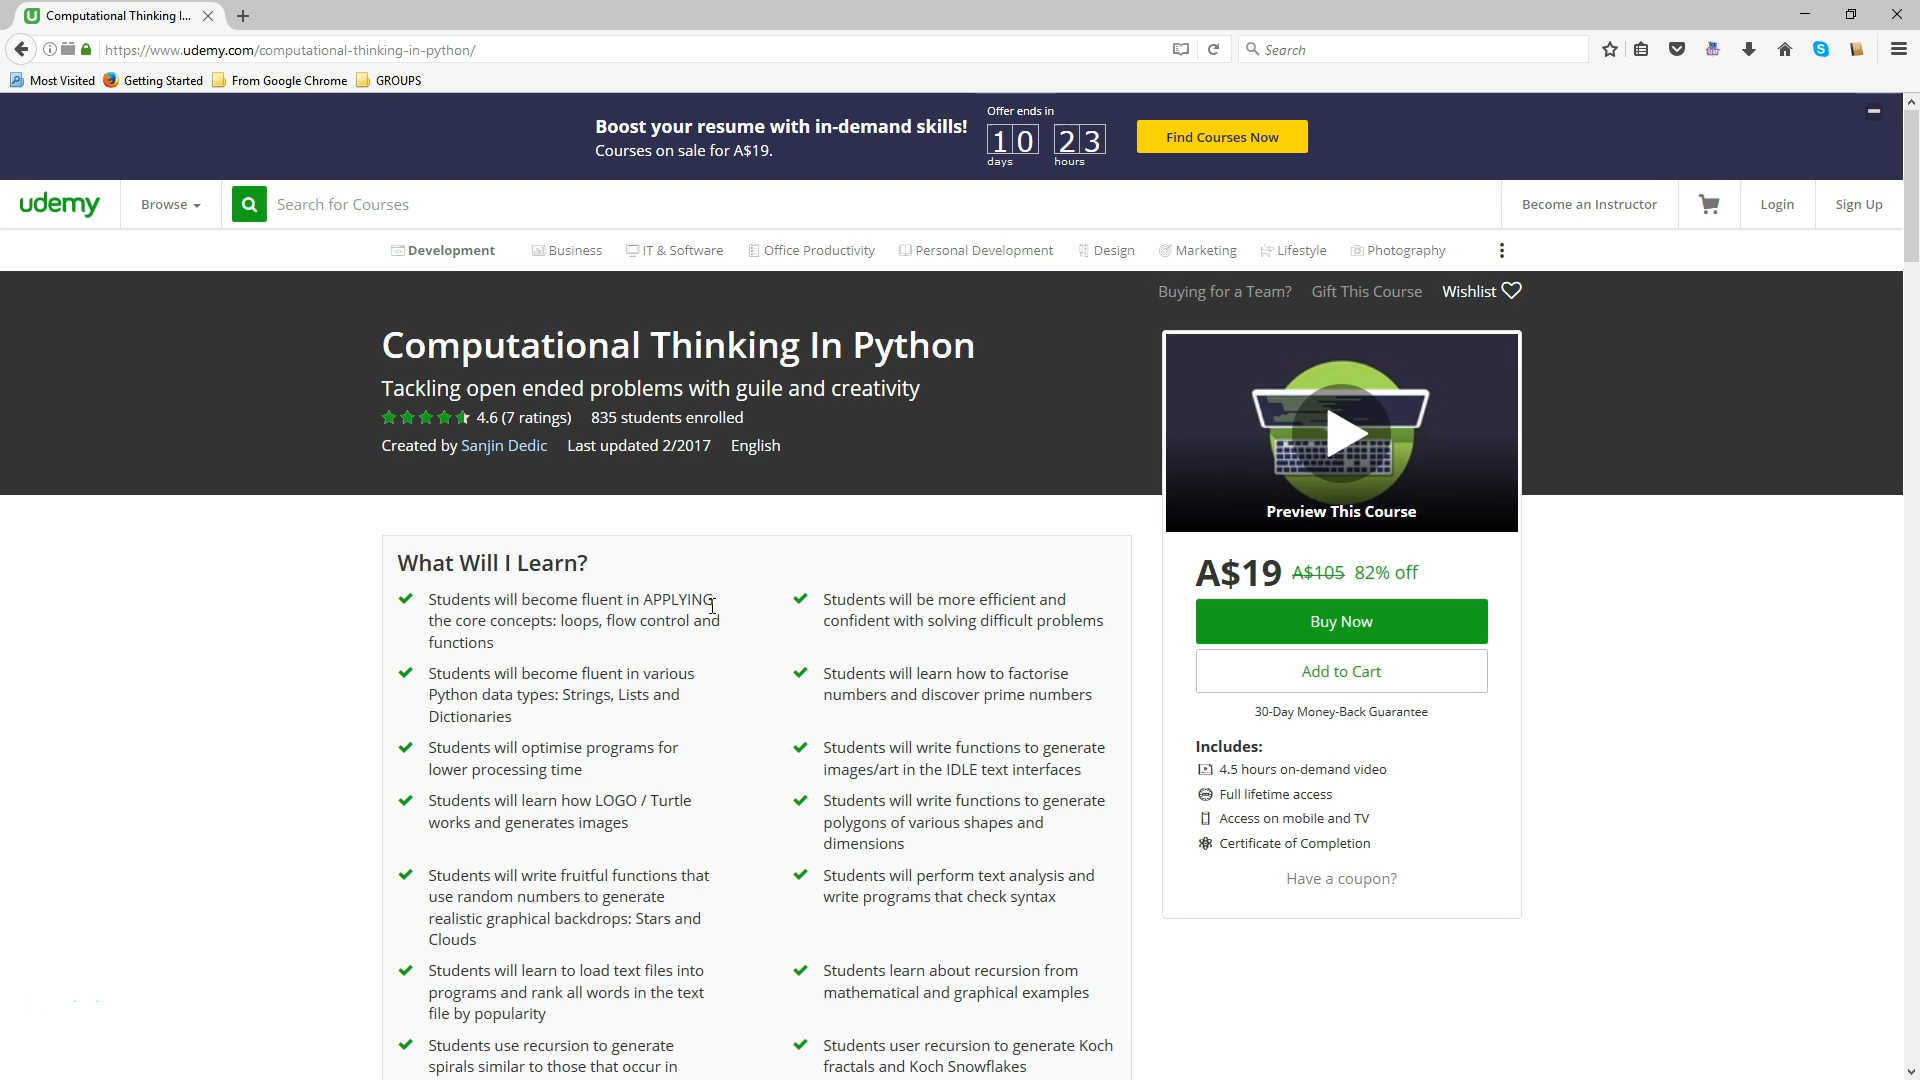 Computational Thinking I...
https://www.udemy.com/computational-thinking-in-python/
Search
Most Visited
Getting Started
From Google Chrome
GROUPS
Boost your resume with in-demand skills!
Courses on sale for A$19.
Offer ends in
10 23
days hours
Find Courses Now
udemy
Browse
Search for Courses
Become an Instructor
Login
Sign Up
Development
Business
IT & Software
Office Productivity
Personal Development
Design
Marketing
Lifestyle
Photography
Buying for a Team?
Gift This Course
Wishlist
Computational Thinking In Python
Tackling open ended problems with guile and creativity
4.6 (7 ratings) 835 students enrolled
Created by Sanjin Dedic Last updated 2/2017 English
Preview This Course
What Will I Learn?
Students will become fluent in APPLYING
the core concepts: loops, flow control and
functions
Students will be more efficient and
confident with solving difficult problems
Students will become fluent in various
Python data types: Strings, Lists and
Dictionaries
Students will learn how to factorise
numbers and discover prime numbers
Students will optimise programs for
lower processing time
Students will write functions to generate
images/art in the IDLE text interfaces
Students will learn how LOGO / Turtle
works and generates images
Students will write functions to generate
polygons of various shapes and
dimensions
Students will write fruitful functions that
use random numbers to generate
realistic graphical backdrops: Stars and
Clouds
Students will perform text analysis and
write programs that check syntax
Students will learn to load text files into
programs and rank all words in the text
file by popularity
Students learn about recursion from
mathematical and graphical examples
Students use recursion to generate
spirals similar to those that occur in
Students user recursion to generate Koch
fractals and Koch Snowflakes
A$19 A$105 82% off
Buy Now
Add to Cart
30-Day Money-Back Guarantee
Includes:
4.5 hours on-demand video
Full lifetime access
Access on mobile and TV
Certificate of Completion
Have a coupon?